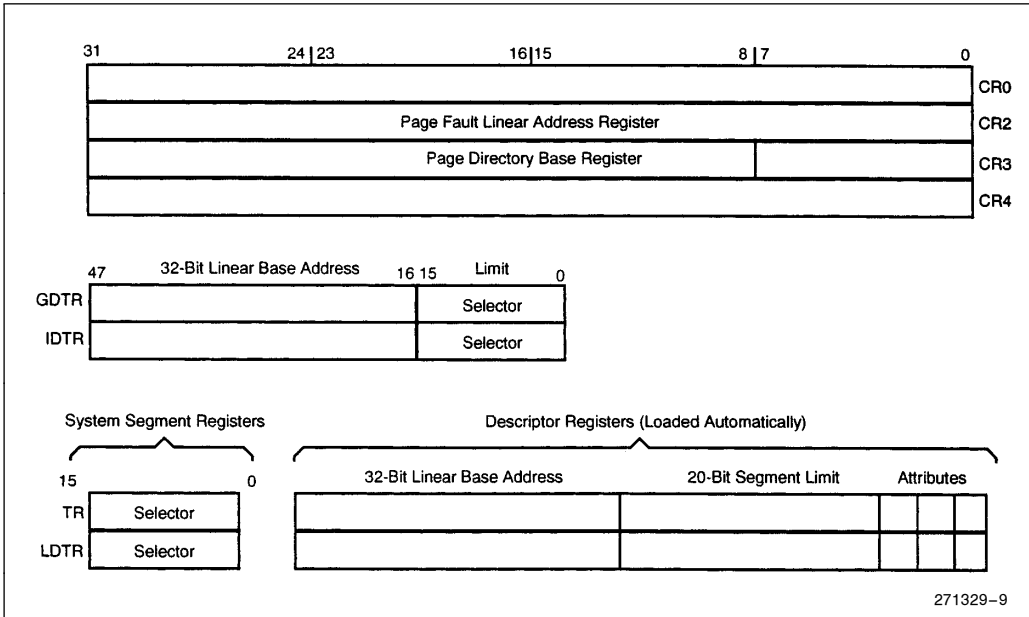 31 24 23 16 15 8 7 0
CR0
Page Fault Linear Address Register CR2
Page Directory Base Register CR3
CR4
47 32-Bit Linear Base Address 16 15 Limit 0
GDTR Selector
IDTR Selector
System Segment Registers Descriptor Registers (Loaded Automatically)
15 0 32-Bit Linear Base Address 20-Bit Segment Limit Attributes
TR Selector
LDTR Selector
271329–9